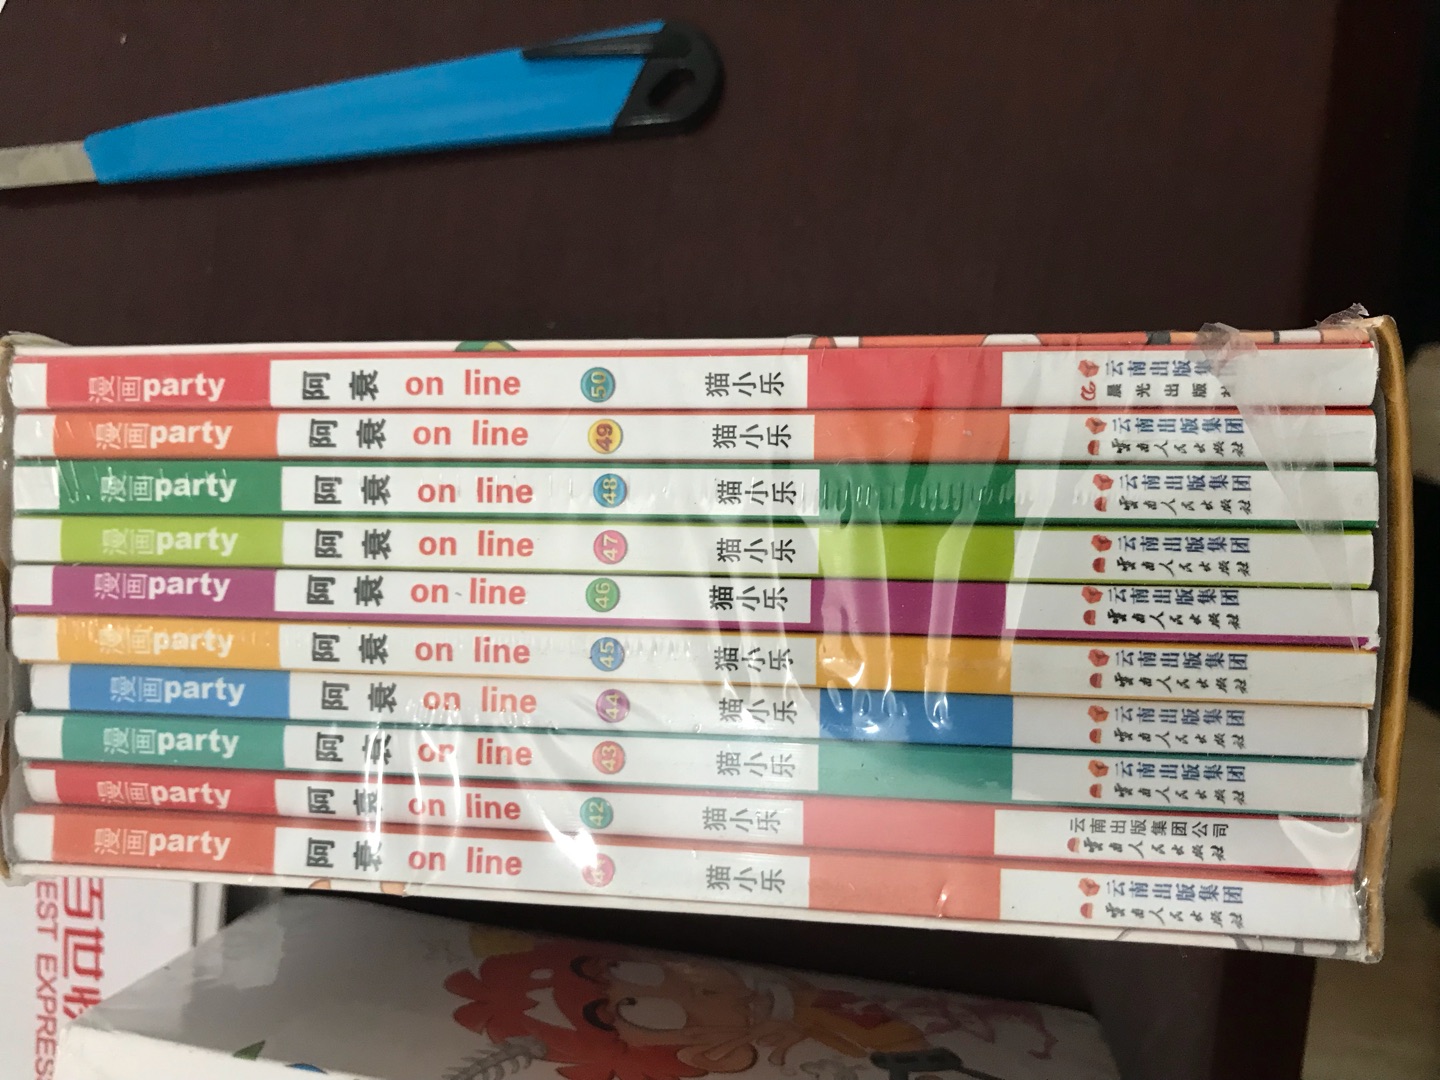 漫画party 阿衰 on line 50 猫小乐 云南出版集 晨光出版
漫画party 阿衰 on line 49 猫小乐 云南出版集团 云南人民出版社
漫画party 阿衰 on line 48 猫小乐 云南出版集团 云南人民出版社
漫画party 阿衰 on line 47 猫小乐 云南出版集团 云南人民出版社
漫画party 阿衰 on line 46 猫小乐 云南出版集团 云南人民出版社
漫画party 阿衰 on line 45 猫小乐 云南出版集团 云南人民出版社
漫画party 阿衰 on line 44 猫小乐 云南出版集团 云南人民出版社
漫画party 阿衰 on line 43 猫小乐 云南出版集团 云南人民出版社
漫画party 阿衰 on line 42 猫小乐 云南出版集团公司 云南人民出版社
漫画party 阿衰 on line 猫小乐 云南出版集团 云南人民出版社
百世
EST EXPRESS